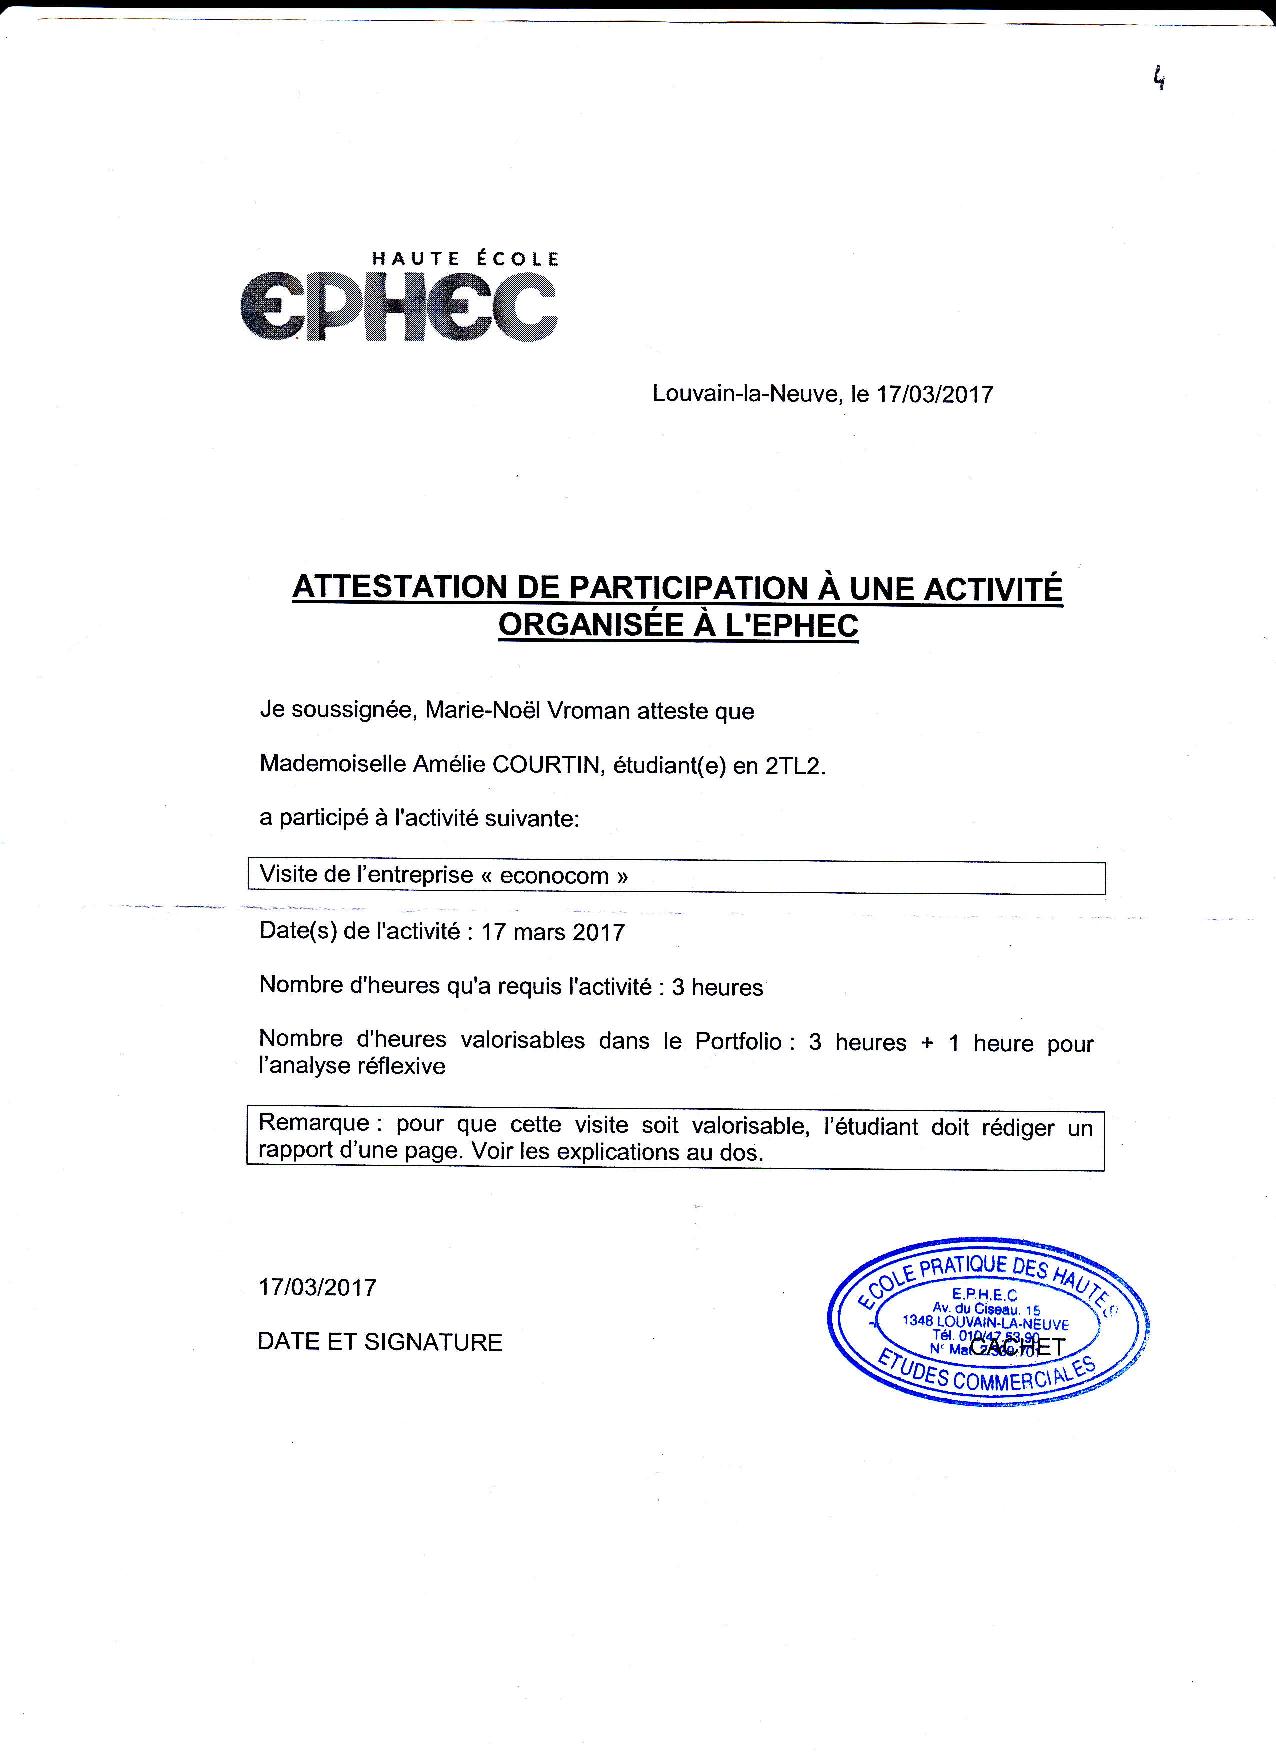 4
HAUTE ÉCOLE
EPHEC
Louvain-la-Neuve, le 17/03/2017
ATTESTATION DE PARTICIPATION À UNE ACTIVITÉ
ORGANISÉE À L'EPHEC
Je soussignée, Marie-Noël Vroman atteste que
Mademoiselle Amélie COURTIN, étudiant(e) en 2TL2.
a participé à l'activité suivante:
Visite de l'entreprise « econocom »
Date(s) de l'activité : 17 mars 2017
Nombre d'heures qu'a requis l'activité : 3 heures
Nombre d'heures valorisables dans le Portfolio : 3 heures + 1 heure pour
l'analyse réflexive
Remarque : pour que cette visite soit valorisable, l'étudiant doit rédiger un
rapport d'une page. Voir les explications au dos.
17/03/2017
DATE ET SIGNATURE
ECOLE PRATIQUE DES HAUTES
E.P.H.E.C
Av. du Ciseau. 15
1348 LOUVAIN-LA-NEUVE
Tél. 010/47.53.90
CACHET
ETUDES COMMERCIALES